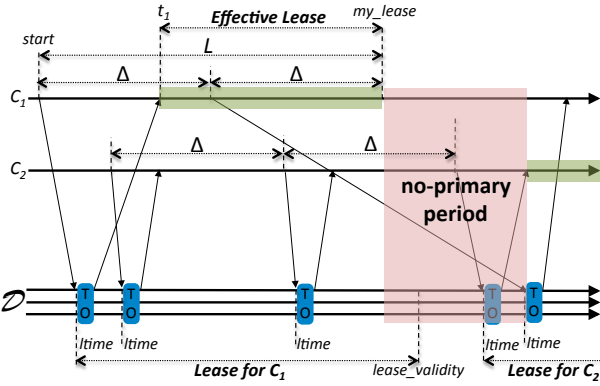 t1 Effective Lease my_lease
start L
Δ Δ
C1
Δ Δ
C2
no-primary
period
D T O T O T O T O T O
ltime ltime ltime ltime ltime
Lease for C1 lease_validity Lease for C2